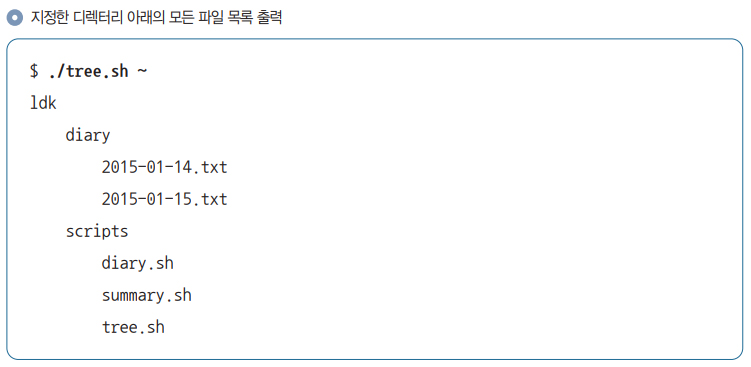 지정한 디렉터리 아래의 모든 파일 목록 출력
$ ./tree.sh ~
ldk
    diary
        2015-01-14.txt
        2015-01-15.txt
    scripts
        diary.sh
        summary.sh
        tree.sh